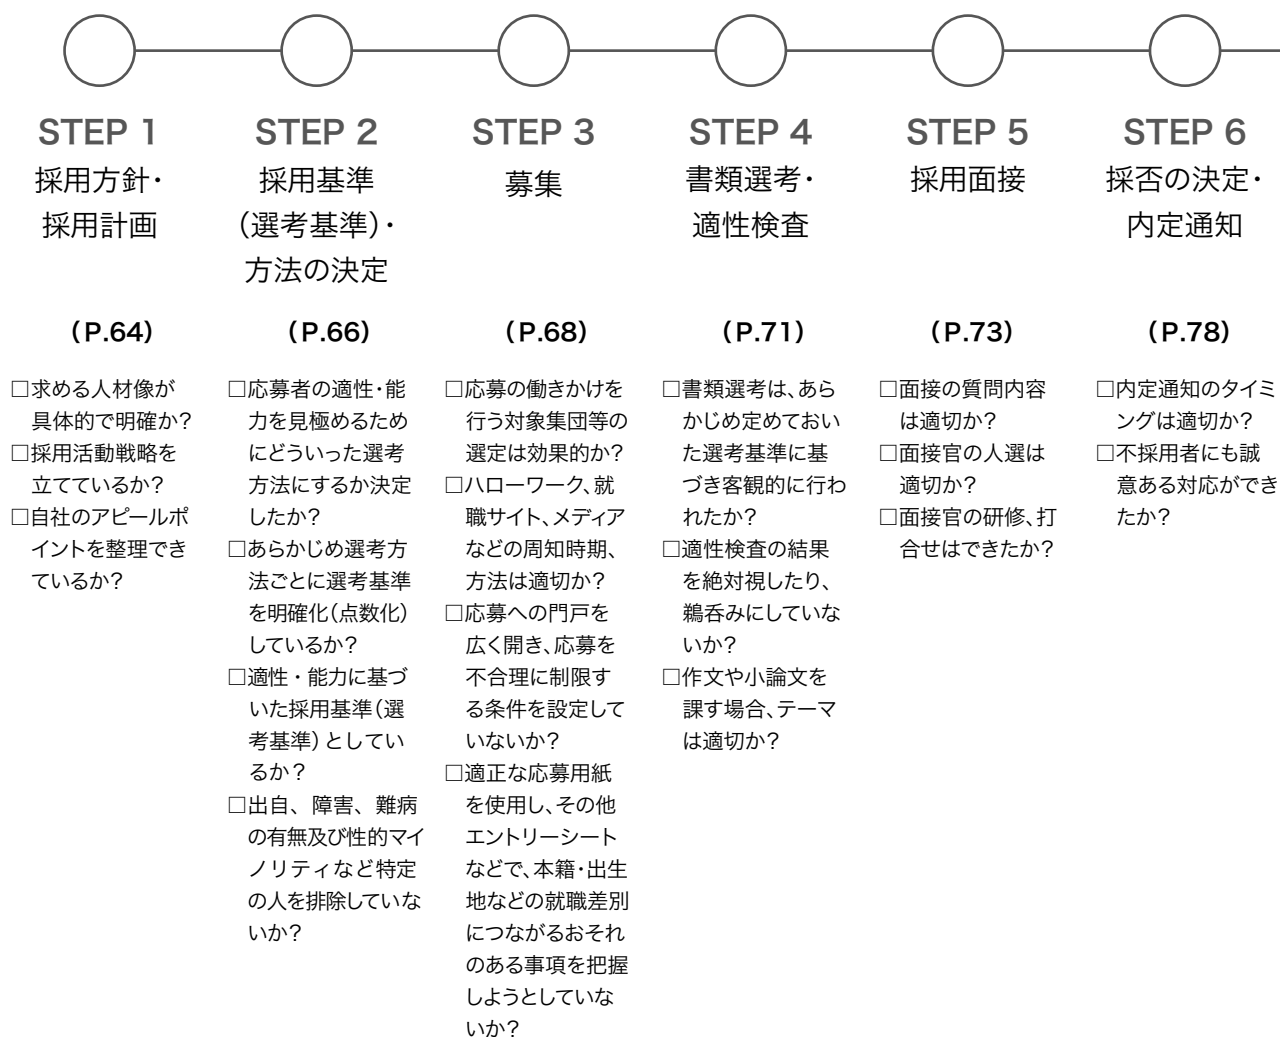 STEP 1
採用方針・
採用計画
(P.64)
□求める人材像が
具体的で明確か?
□採用活動戦略を
立てているか?
□自社のアピールポ
イントを整理でき
ているか?
STEP 2
採用基準
(選考基準)・
方法の決定
(P.66)
□応募者の適性・能
力を見極めるため
にどういった選考
方法にするか決定
したか?
□あらかじめ選考方
法ごとに選考基準
を明確化(点数化)
しているか?
□適性・能力に基づ
いた採用基準(選
考基準)としてい
るか?
□出自、障害、難病
の有無及び性的マイ
ノリティなど特定
の人を排除していな
いか?
STEP 3
募集
(P.68)
□応募の働きかけを
行う対象集団等の
選定は効果的か?
□ハローワーク、就
職サイト、メディア
などの周知時期、
方法は適切か?
□応募への門戸を
広く開き、応募を
不合理に制限す
る条件を設定して
いないか?
□適正な応募用紙
を使用し、その他
エントリーシート
などで、本籍・出生
地などの就職差別
につながるおそれ
のある事項を把握
しようとしていな
いか?
STEP 4
書類選考・
適性検査
(P.71)
□書類選考は、あら
かじめ定めておい
た選考基準に基
づき客観的に行わ
れたか?
□適性検査の結果
を絶対視したり、
鵜呑みにしていな
いか?
□作文や小論文を
課す場合、テーマ
は適切か?
STEP 5
採用面接
(P.73)
□面接の質問内容
は適切か?
□面接官の人選は
適切か?
□面接官の研修、打
合せはできたか?
STEP 6
採否の決定・
内定通知
(P.78)
□内定通知のタイミ
ングは適切か?
□不採用者にも誠
意ある対応ができ
たか?